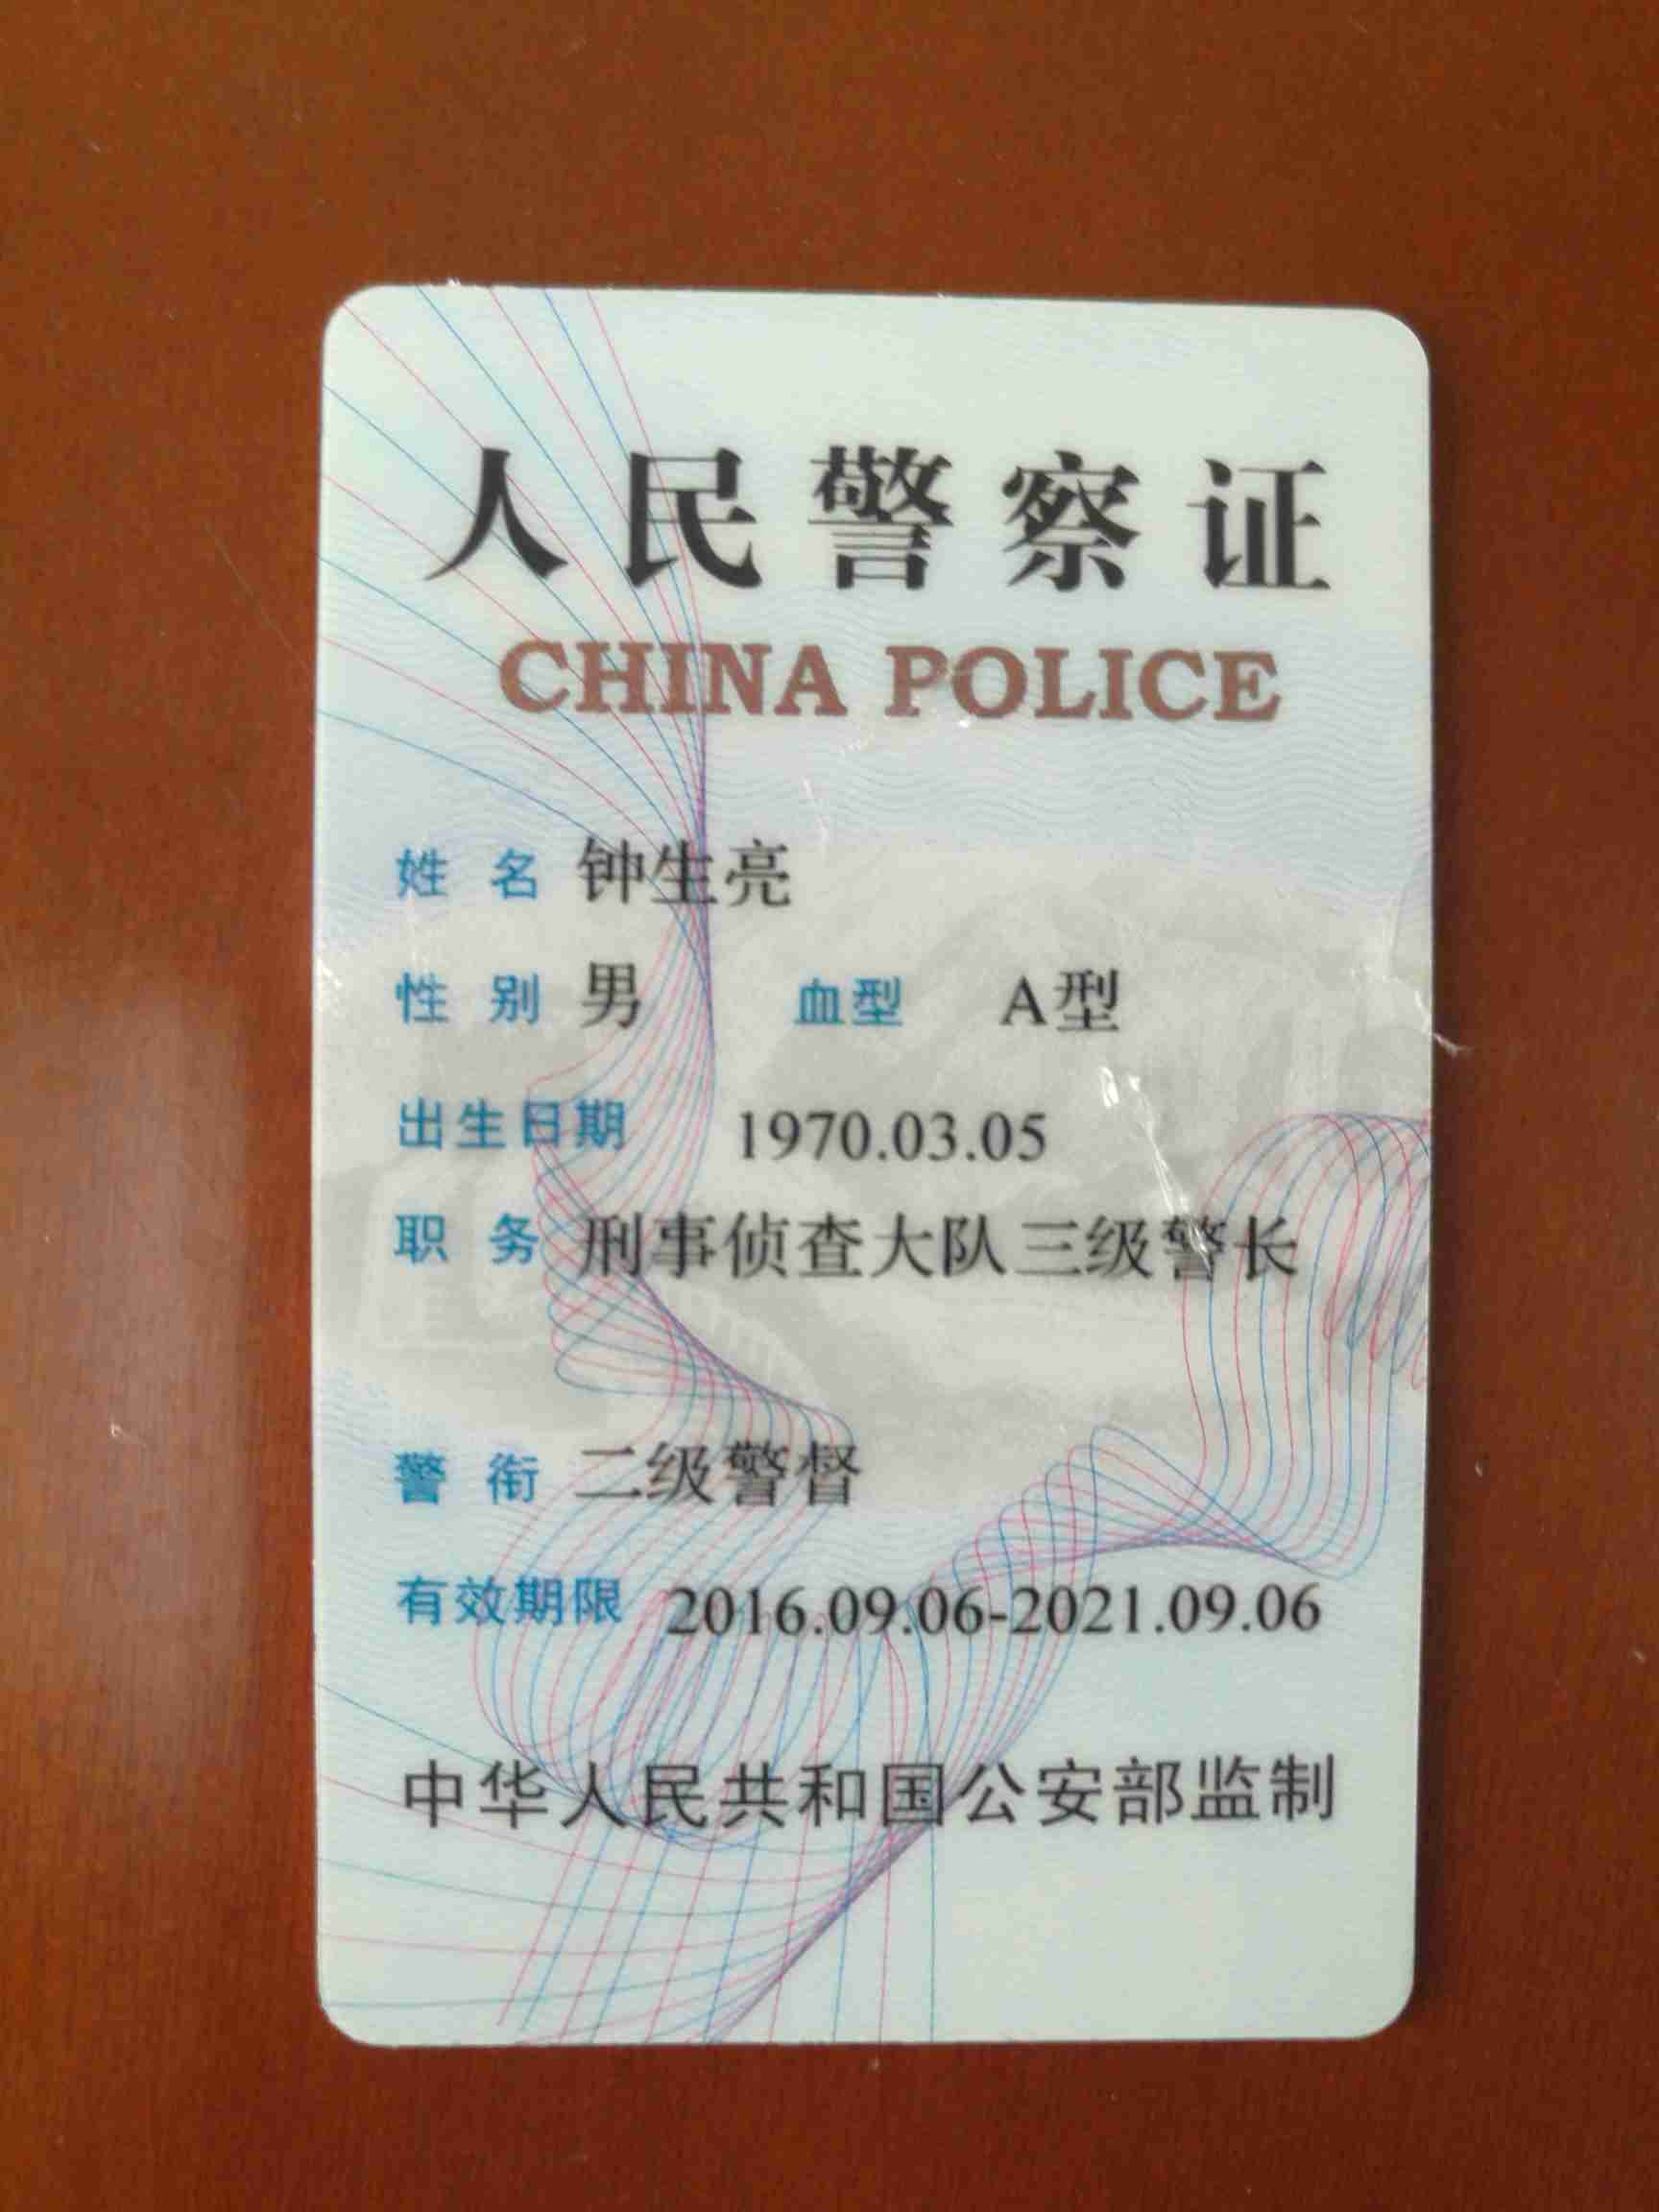 人民警察证
CHINA POLICE
姓 名 钟生亮
性 别 男 血型 A型
出生日期 1970.03.05
职 务 刑事侦查大队三级警长
警 衔 二级警督
有效期限 2016.09.06-2021.09.06
中华人民共和国公安部监制